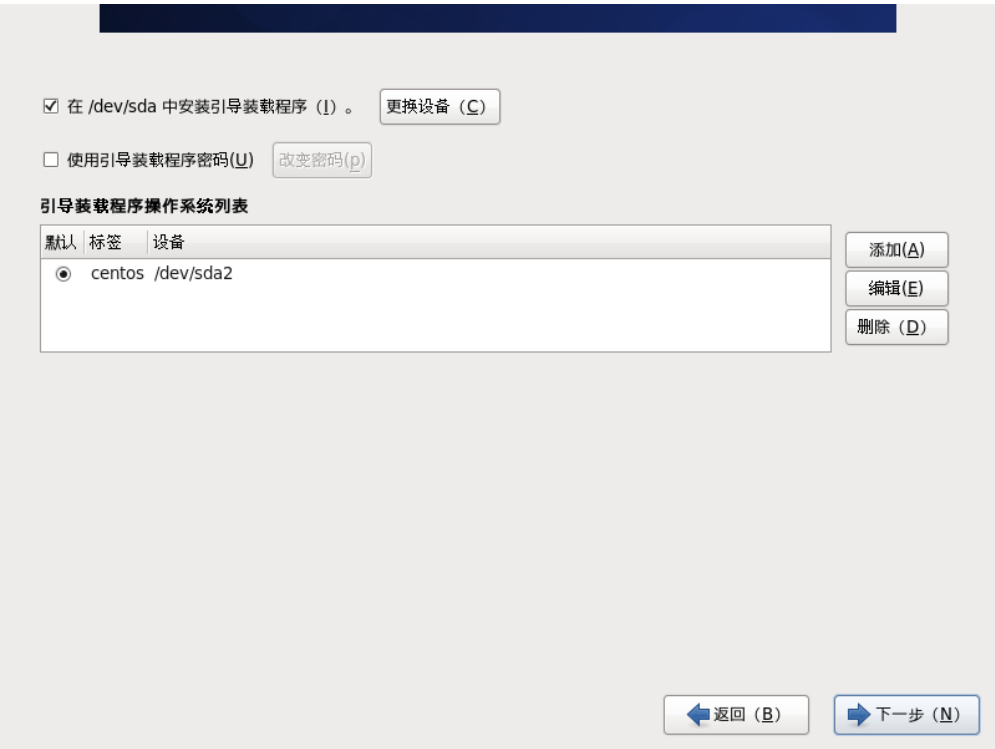 在 /dev/sda 中安装引导装载程序（I）。 更换设备（C）
使用引导装载程序密码(U) 改变密码(p)
引导装载程序操作系统列表
默认 标签 设备
centos /dev/sda2
添加(A)
编辑(E)
删除（D）
返回（B） 下一步（N）